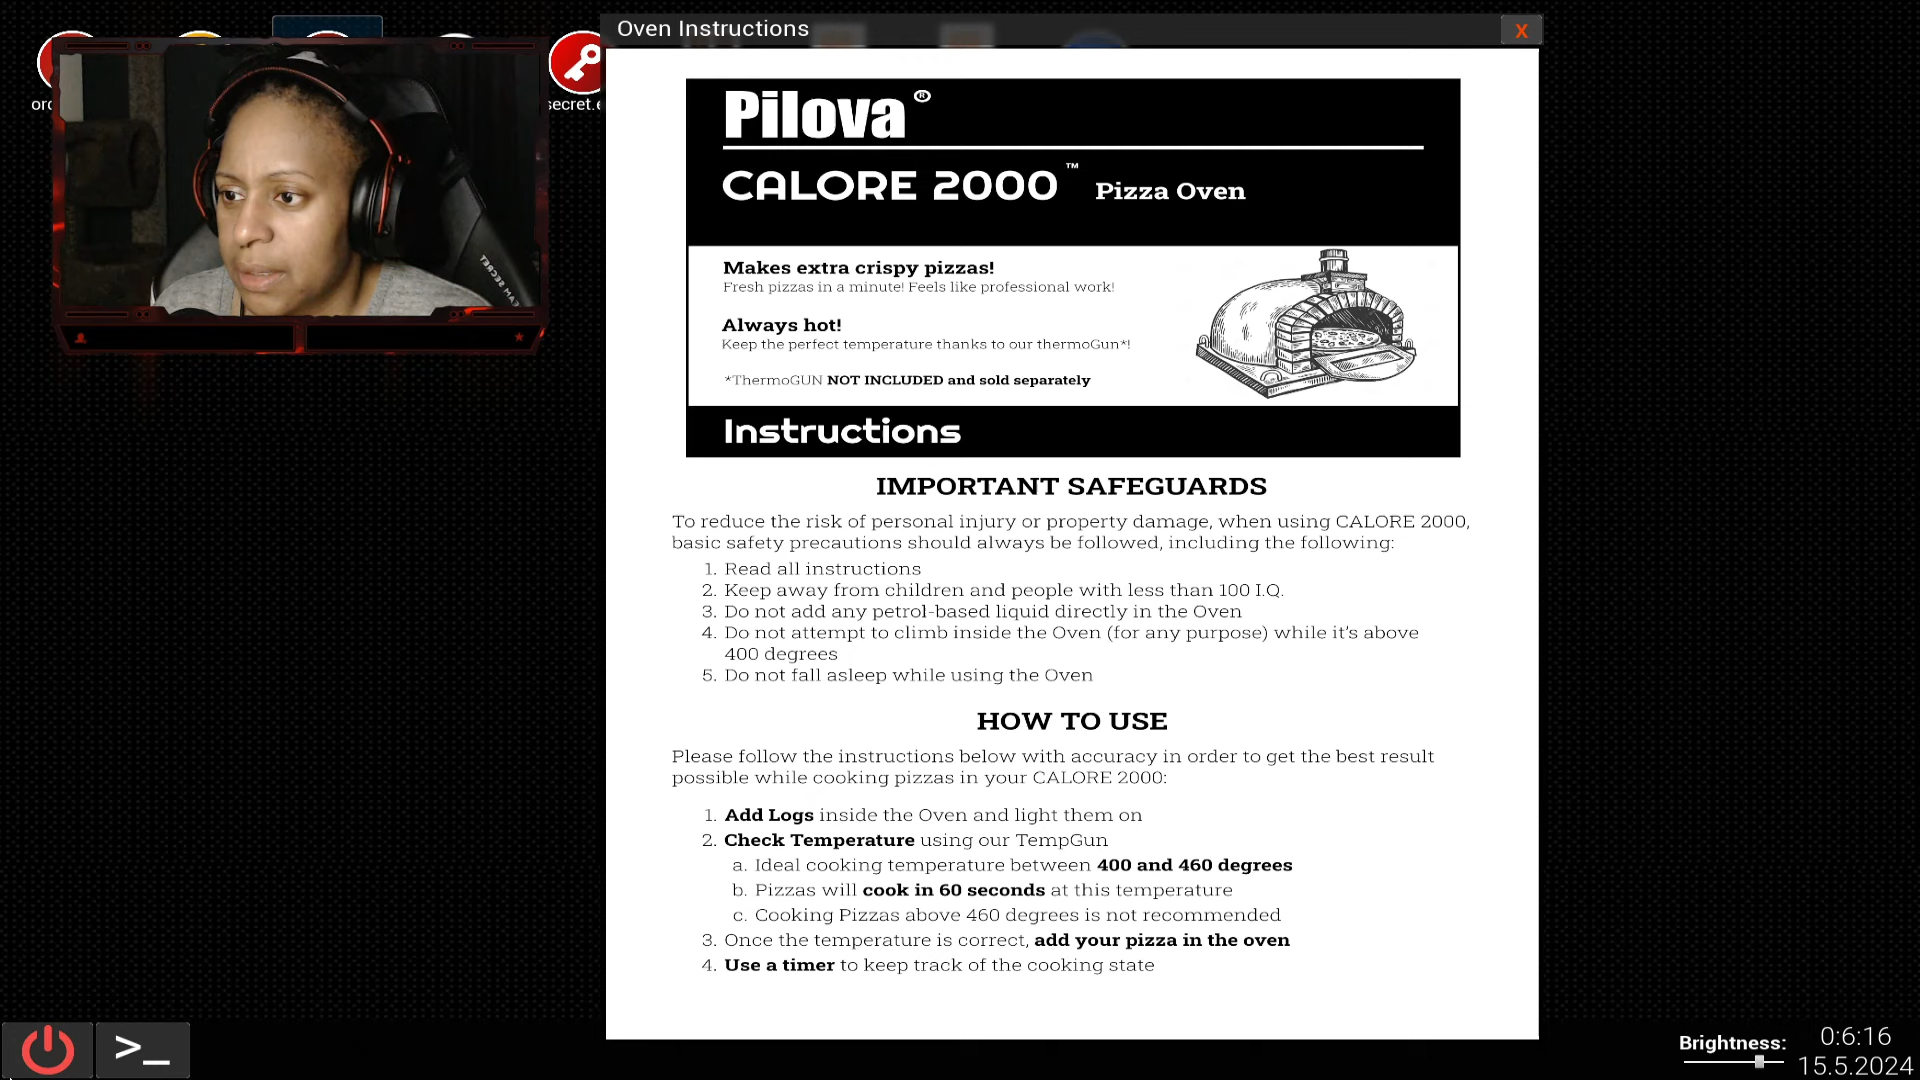 Oven Instructions
X
secret.e
Pilova®
CALORE 2000™ Pizza Oven
Makes extra crispy pizzas!
Fresh pizzas in a minute! Feels like professional work!
Always hot!
Keep the perfect temperature thanks to our thermoGun*!
*ThermoGUN NOT INCLUDED and sold separately
Instructions
IMPORTANT SAFEGUARDS
To reduce the risk of personal injury or property damage, when using CALORE 2000,
basic safety precautions should always be followed, including the following:
1. Read all instructions
2. Keep away from children and people with less than 100 I.Q.
3. Do not add any petrol-based liquid directly in the Oven
4. Do not attempt to climb inside the Oven (for any purpose) while it's above
400 degrees
5. Do not fall asleep while using the Oven
HOW TO USE
Please follow the instructions below with accuracy in order to get the best result
possible while cooking pizzas in your CALORE 2000:
1. Add Logs inside the Oven and light them on
2. Check Temperature using our TempGun
a. Ideal cooking temperature between 400 and 460 degrees
b. Pizzas will cook in 60 seconds at this temperature
c. Cooking Pizzas above 460 degrees is not recommended
3. Once the temperature is correct, add your pizza in the oven
4. Use a timer to keep track of the cooking state
>_
Brightness:
0:6:16
15.5.2024